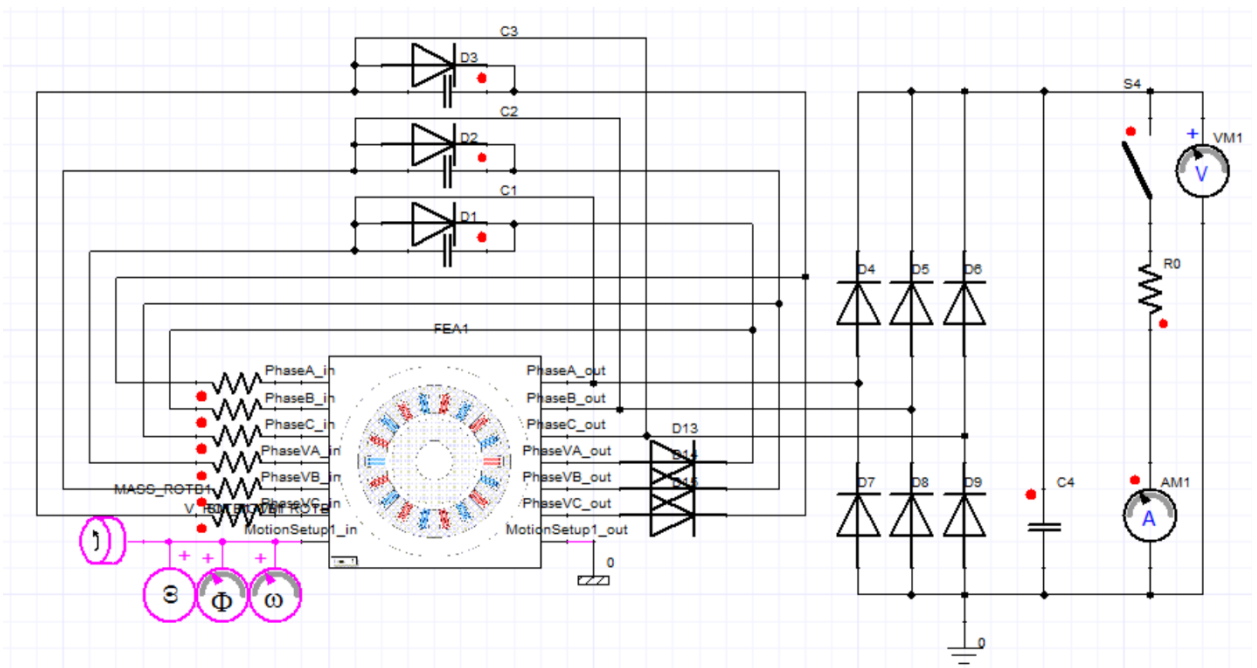 C3
D3
C2
D2
C1
D1
S4
+
VM1
V
D4
D5
D6
R0
FEA1
PhaseA_in
PhaseA_out
PhaseB_in
PhaseB_out
PhaseC_in
PhaseC_out
D13
PhaseVA_in
PhaseVA_out
D14
PhaseVB_in
PhaseVB_out
MASS_ROTB1
PhaseVC_in
PhaseVC_out
MotionSetup1_in
MotionSetup1_out
D7
D8
D9
C4
AM1
A
+
+
+
0
Φ
ω
0